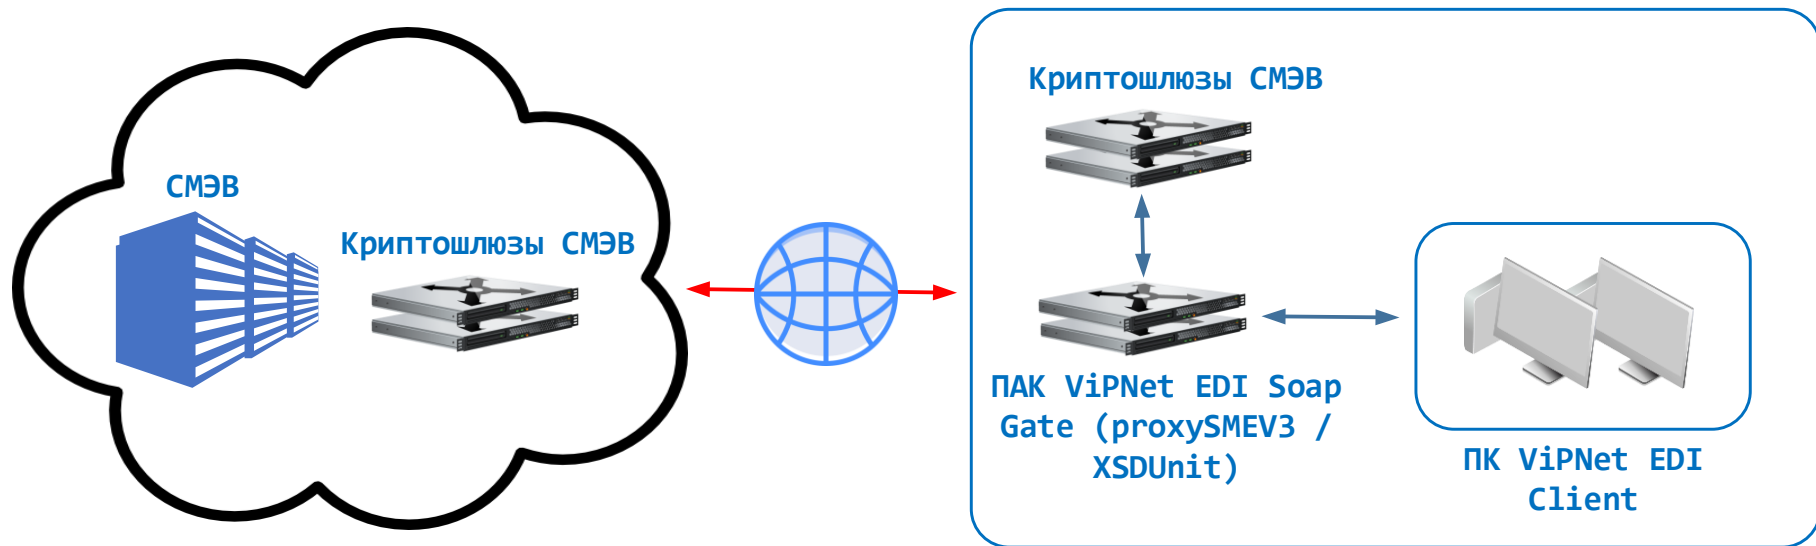 СМЭВ
Криптошлюзы СМЭВ
Криптошлюзы СМЭВ
ПАК ViPNet EDI Soap
Gate (proxySMEV3 /
XSDUnit)
ПК ViPNet EDI
Client